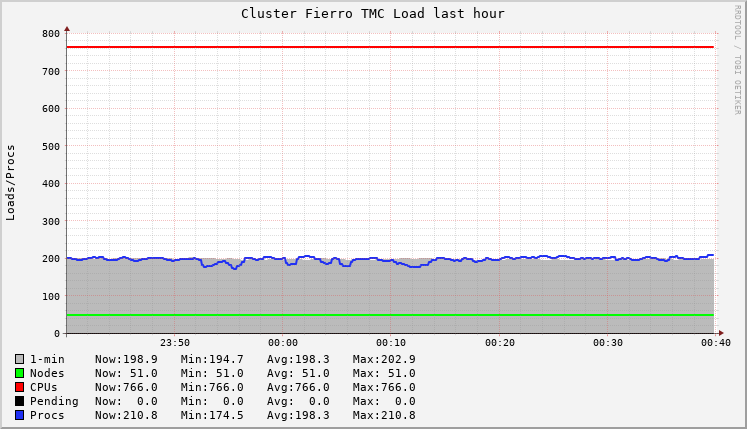 Cluster Fierro TMC Load last hour
RRDTOOL / TOBI OETIKER
Loads/Procs
800
700
600
500
400
300
200
100
0
23:50 00:00 00:10 00:20 00:30 00:40
1-min Now:198.9 Min:194.7 Avg:198.3 Max:202.9
Nodes Now: 51.0 Min: 51.0 Avg: 51.0 Max: 51.0
CPUs Now:766.0 Min:766.0 Avg:766.0 Max:766.0
Pending Now: 0.0 Min: 0.0 Avg: 0.0 Max: 0.0
Procs Now:210.8 Min:174.5 Avg:198.3 Max:210.8